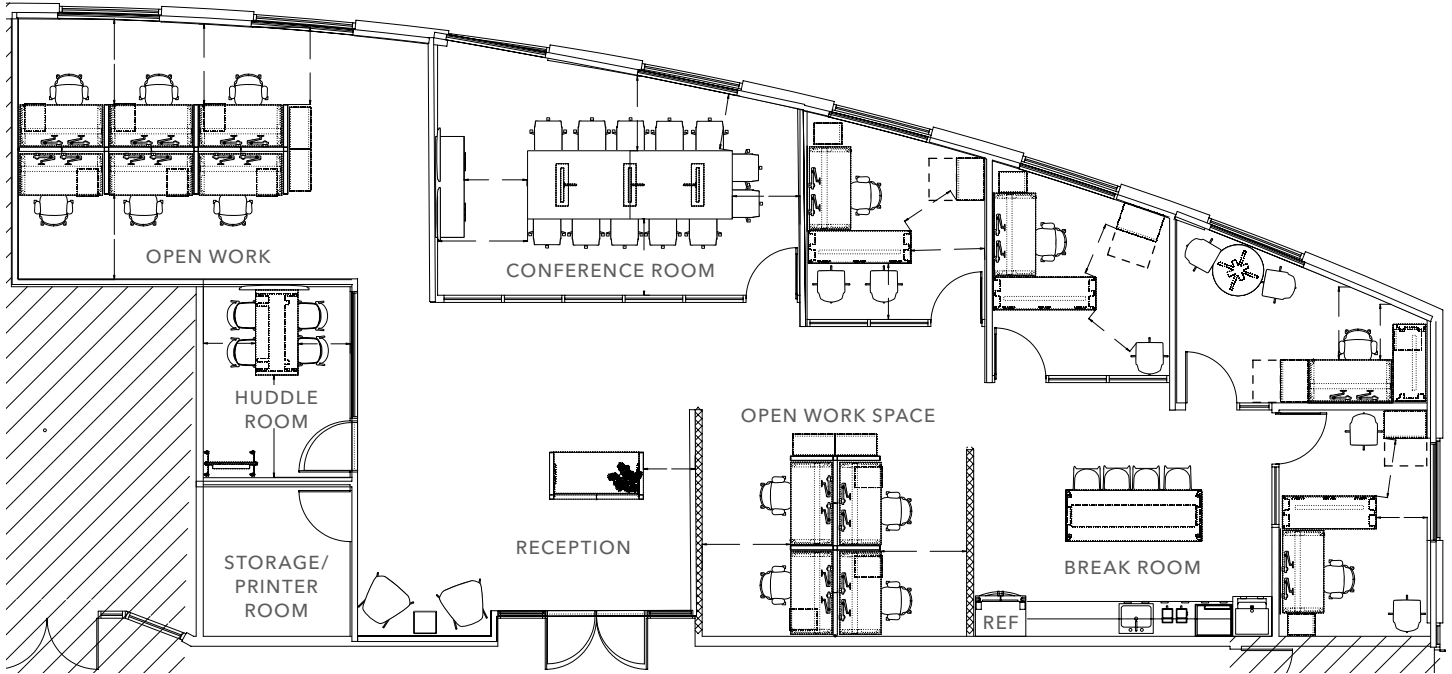 OPEN WORK
CONFERENCE ROOM
HUDDLE
ROOM
OPEN WORK SPACE
RECEPTION
STORAGE/
PRINTER
ROOM
BREAK ROOM
REF